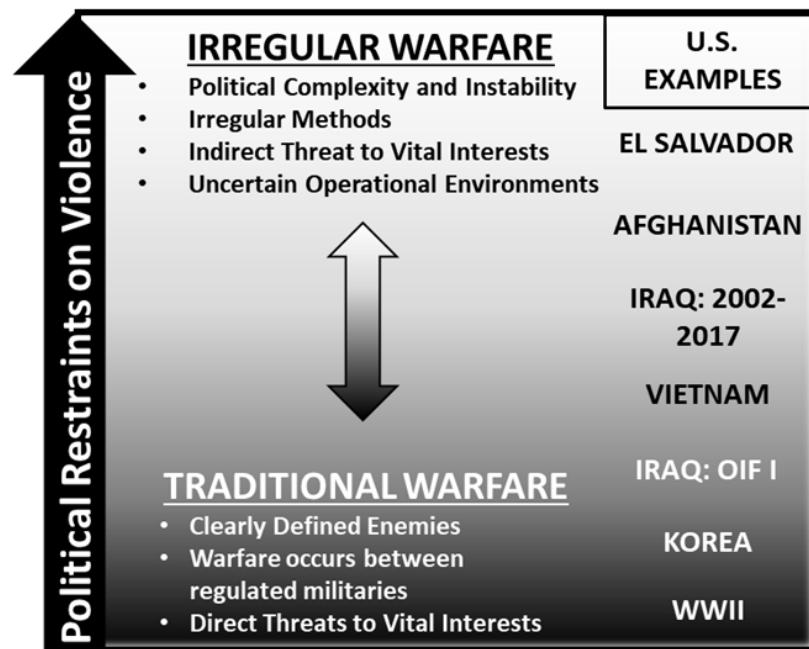 Political Restraints on Violence
IRREGULAR WARFARE
• Political Complexity and Instability
• Irregular Methods
• Indirect Threat to Vital Interests
• Uncertain Operational Environments
TRADITIONAL WARFARE
• Clearly Defined Enemies
• Warfare occurs between
regulated militaries
• Direct Threats to Vital Interests
U.S.
EXAMPLES
EL SALVADOR
AFGHANISTAN
IRAQ: 2002-
2017
VIETNAM
IRAQ: OIF I
KOREA
WWII